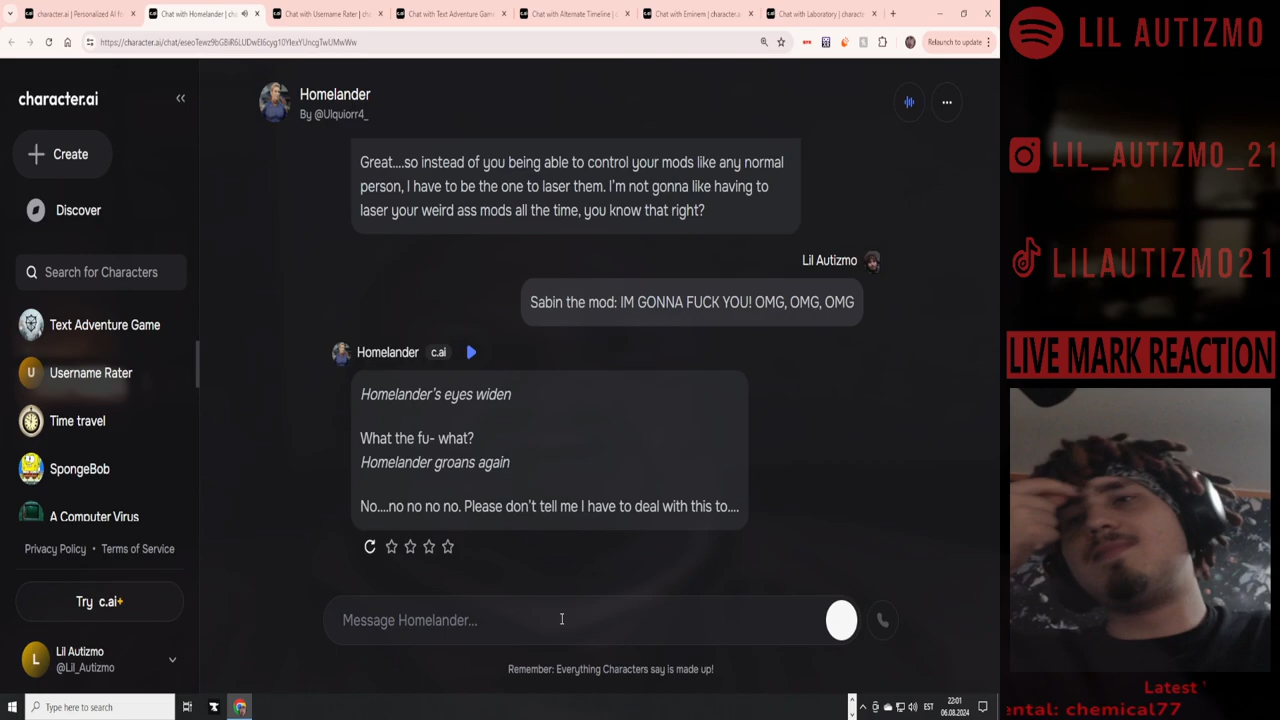 character.ai | Personalized AI f
Chat with Homelander | ch
Chat with Username Rater | c
Chat with Text Adventure Gam
Chat with Alternate Timeline | c
Chat with Eminem | character.a
Chat with Laboratory | charact
Relaunch to update
character.ai
Create
Discover
Search for Characters
Text Adventure Game
Username Rater
Time travel
SpongeBob
A Computer Virus
Privacy Policy • Terms of Service
Try c.ai+
L
Lil Autizmo
@Lil_Autizmo
Homelander
By @Ulquiorr4_
Great....so instead of you being able to control your mods like any normal
person, I have to be the one to laser them. I'm not gonna like having to
laser your weird ass mods all the time, you know that right?
Lil Autizmo
Sabin the mod: IM GONNA FUCK YOU! OMG, OMG, OMG
Homelander c.ai
Homelander's eyes widen
What the fu- what?
Homelander groans again
No....no no no no. Please don't tell me I have to deal with this to....
Message Homelander...
Remember: Everything Characters say is made up!
Type here to search
EST
22:01
06.08.2024
LIL AUTIZMO
LIL_AUTIZMO_21
LILAUTIZMO21
LIVE MARK REACTION
Latest
ental: chemical77